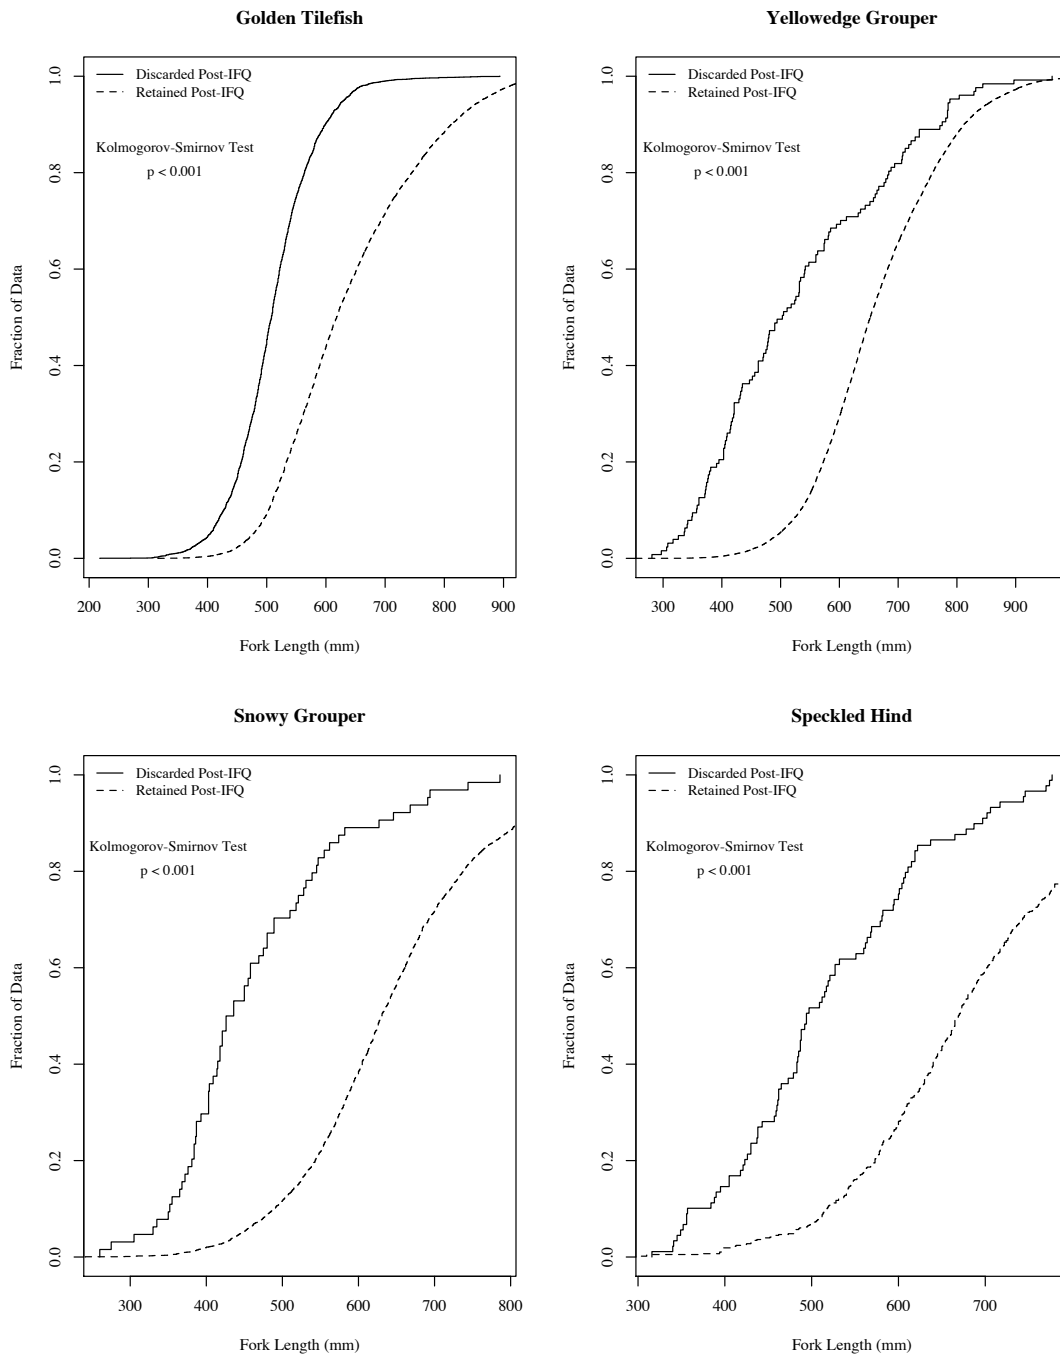 Golden Tilefish
Discarded Post-IFQ
Retained Post-IFQ
Kolmogorov-Smirnov Test
p < 0.001
Fraction of Data
0.0 0.2 0.4 0.6 0.8 1.0
200 300 400 500 600 700 800 900
Fork Length (mm)
Yellowedge Grouper
Discarded Post-IFQ
Retained Post-IFQ
Kolmogorov-Smirnov Test
p < 0.001
Fraction of Data
0.0 0.2 0.4 0.6 0.8 1.0
300 400 500 600 700 800 900
Fork Length (mm)
Snowy Grouper
Discarded Post-IFQ
Retained Post-IFQ
Kolmogorov-Smirnov Test
p < 0.001
Fraction of Data
0.0 0.2 0.4 0.6 0.8 1.0
300 400 500 600 700 800
Fork Length (mm)
Speckled Hind
Discarded Post-IFQ
Retained Post-IFQ
Kolmogorov-Smirnov Test
p < 0.001
Fraction of Data
0.0 0.2 0.4 0.6 0.8 1.0
300 400 500 600 700
Fork Length (mm)